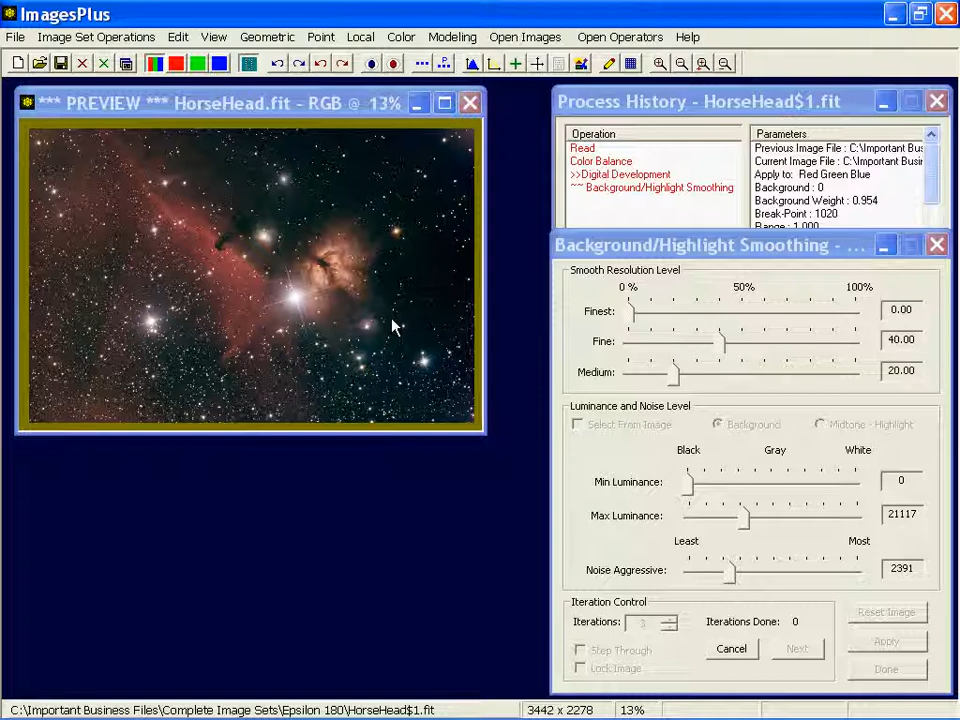 ImagesPlus
File Image Set Operations Edit View Geometric Point Local Color Modeling Open Images Open Operators Help
*** PREVIEW *** HorseHead.fit - RGB @ 13%
Process History - HorseHead$1.fit
Operation
Read
Color Balance
>>Digital Development
~~ Background/Highlight Smoothing
Parameters
Previous Image File : C:\Important Bus
Current Image File : C:\Important Busi
Apply to: Red Green Blue
Background : 0
Background Weight : 0.954
Break-Point : 1020
Range : 1.000
Background/Highlight Smoothing - ...
Smooth Resolution Level
0 % 50% 100%
Finest: 0.00
Fine: 40.00
Medium: 20.00
Luminance and Noise Level
Select From Image Background Midtone - Highlight
Black Gray White
Min Luminance: 0
Max Luminance: 21117
Least Most
Noise Aggressive: 2391
Iteration Control
Iterations: 3 Iterations Done: 0
Step Through
Lock Image
Cancel Next
Reset Image
Apply
Done
C:\Important Business Files\Complete Image Sets\Epsilon 180\HorseHead$1.fit 3442 x 2278 13%